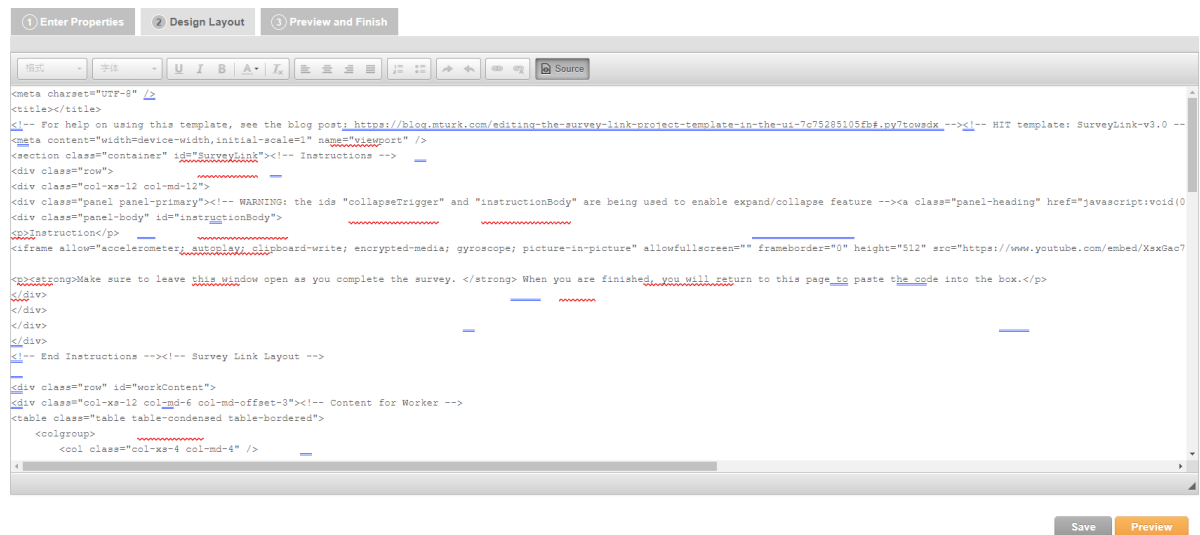 1 Enter Properties 2 Design Layout 3 Preview and Finish
格式 字体 U I B A Tx Source
<meta charset="UTF-8" />
<title></title>
<!-- For help on using this template, see the blog post: https://blog.mturk.com/editing-the-survey-link-project-template-in-the-ui-7c75285105fb#.py7towsdx --><!-- HIT template: SurveyLink-v3.0 --
<meta content="width=device-width,initial-scale=1" name="viewport" />
<section class="container" id="SurveyLink"><!-- Instructions -->
<div class="row">
<div class="col-xs-12 col-md-12">
<div class="panel panel-primary"><!-- WARNING: the ids "collapseTrigger" and "instructionBody" are being used to enable expand/collapse feature --><a class="panel-heading" href="javascript:void(0
<div class="panel-body" id="instructionBody">
<p>Instruction</p>
<iframe allow="accelerometer; autoplay; clipboard-write; encrypted-media; gyroscope; picture-in-picture" allowfullscreen="" frameborder="0" height="512" src="https://www.youtube.com/embed/XsxGac7
<p><strong>Make sure to leave this window open as you complete the survey. </strong> When you are finished, you will return to this page to paste the code into the box.</p>
</div>
</div>
</div>
</div>
<!-- End Instructions --><!-- Survey Link Layout -->
<div class="row" id="workContent">
<div class="col-xs-12 col-md-6 col-md-offset-3"><!-- Content for Worker -->
<table class="table table-condensed table-bordered">
<colgroup>
<col class="col-xs-4 col-md-4" />
Save Preview